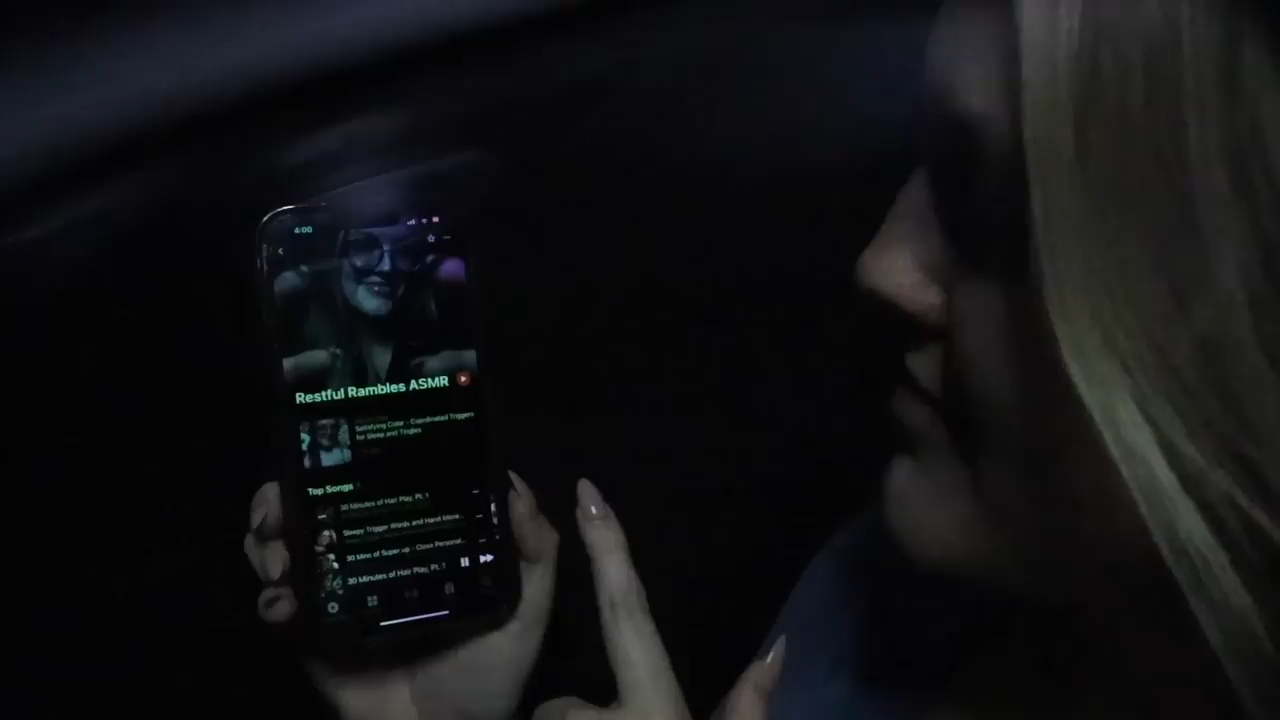 4:00
Restful Rambles ASMR
Satisfying Color - Coordinated Triggers
for Sleep and Tingles
Top Songs
30 Minutes of Hair Play, Pt. 1
Sleepy Trigger Words and Hand Move...
30 Mins of Super up - Close Personal...
30 Minutes of Hair Play, Pt. 1